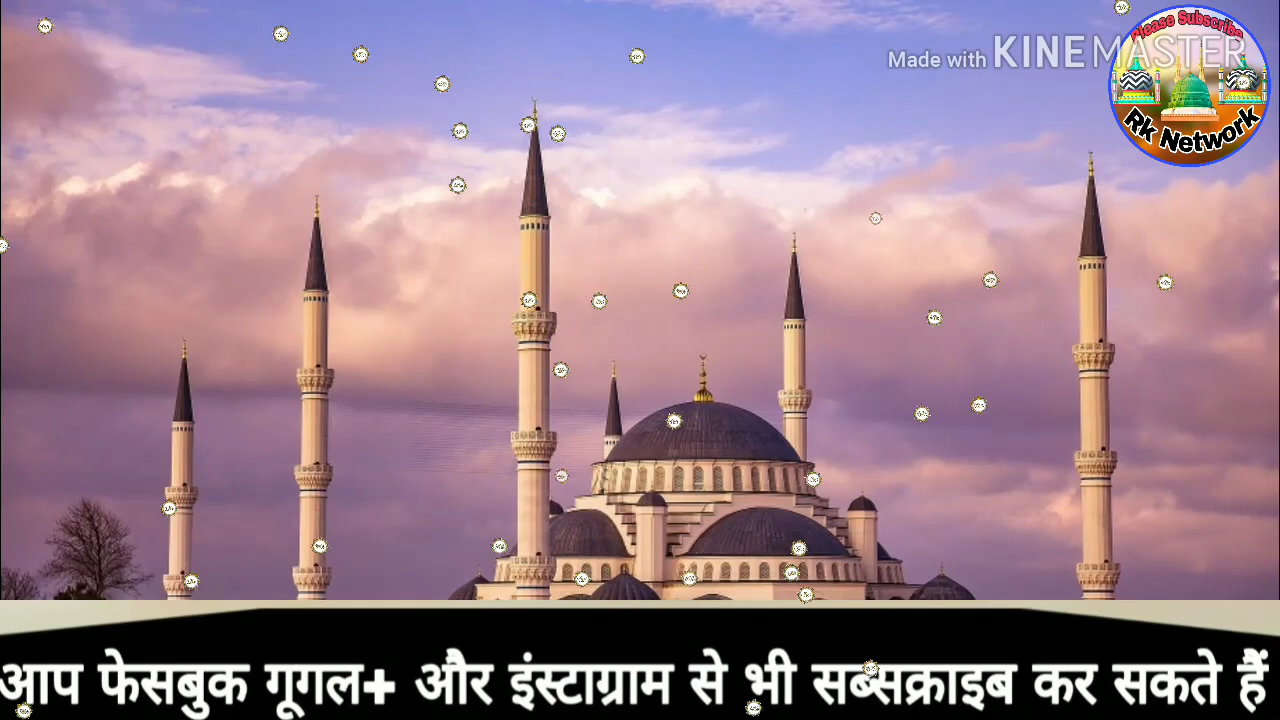 Made with KINEMASTER
Please Subscribe
Rk Network
आप फेसबुक गूगल+ और इंस्टाग्राम से भी सब्सक्राइब कर सकते हैं